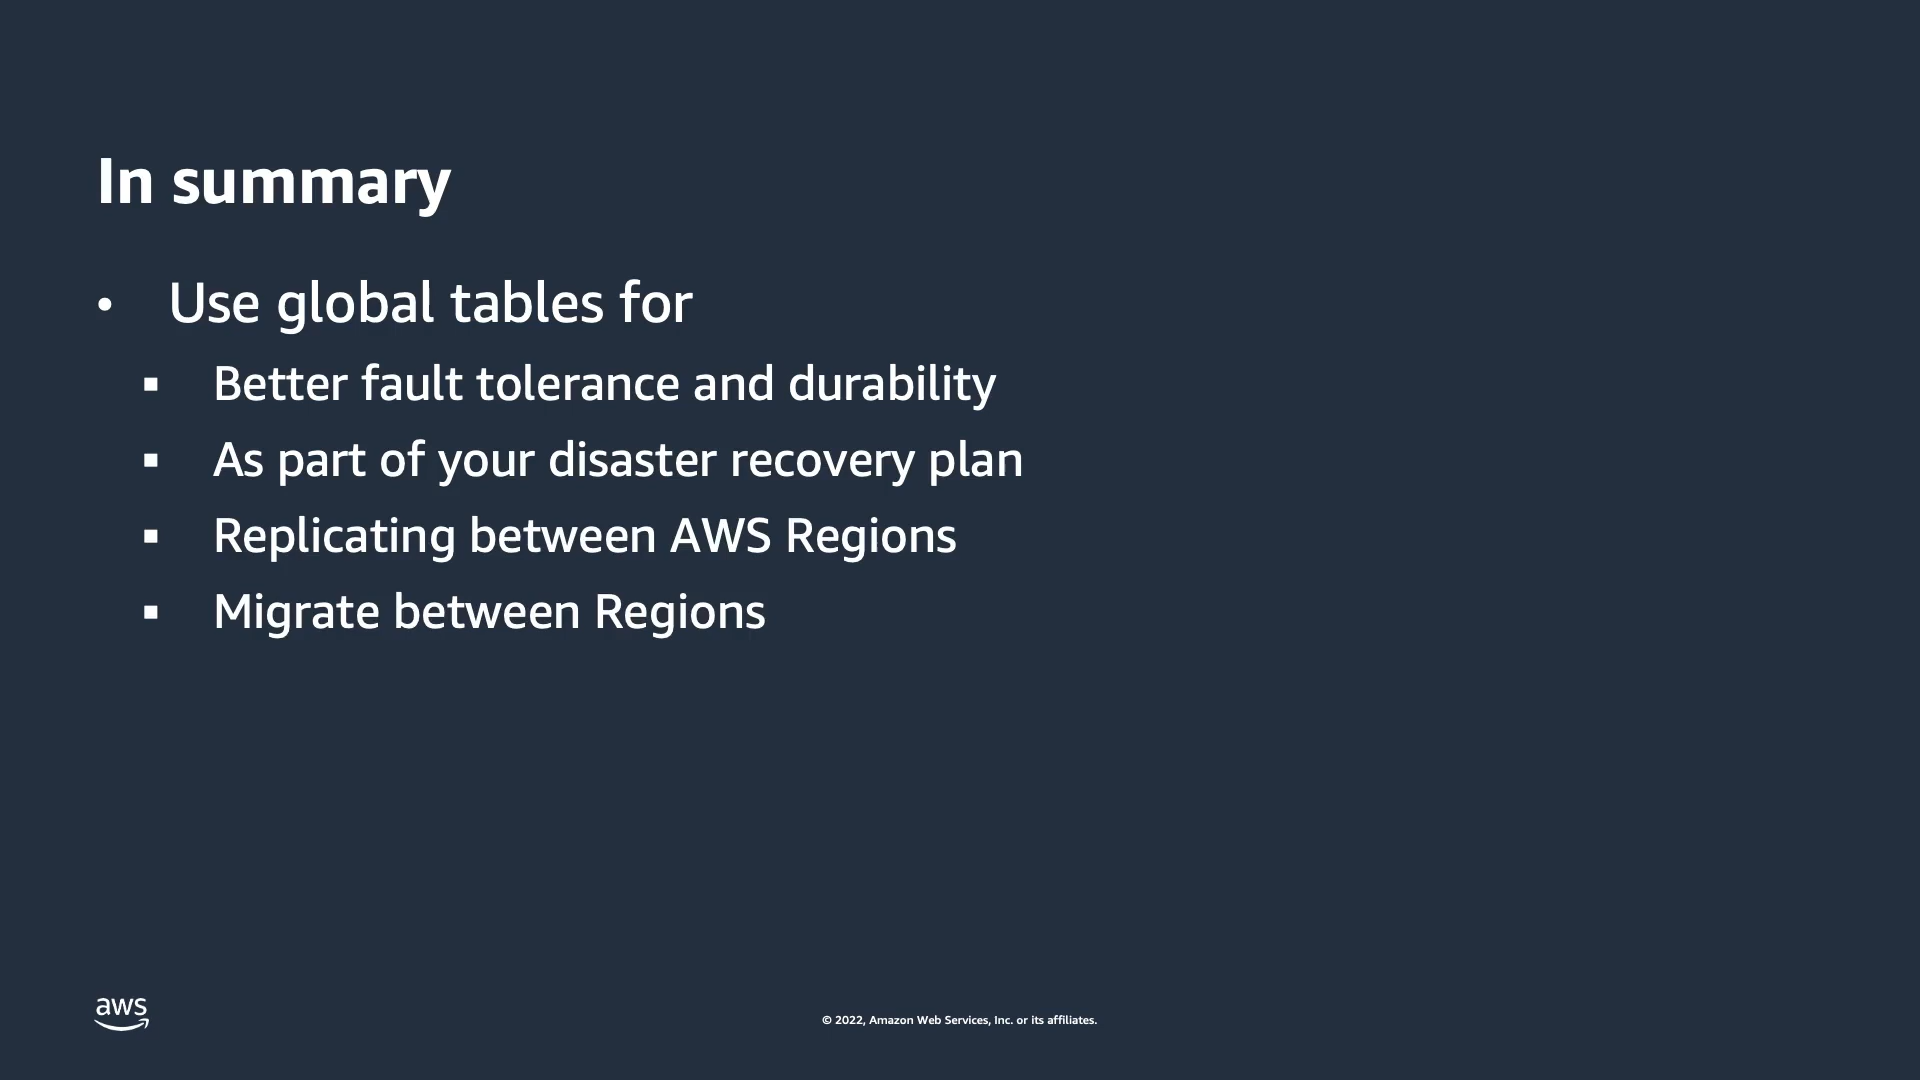 In summary
• Use global tables for
▪ Better fault tolerance and durability
▪ As part of your disaster recovery plan
▪ Replicating between AWS Regions
▪ Migrate between Regions
aws
© 2022, Amazon Web Services, Inc. or its affiliates.